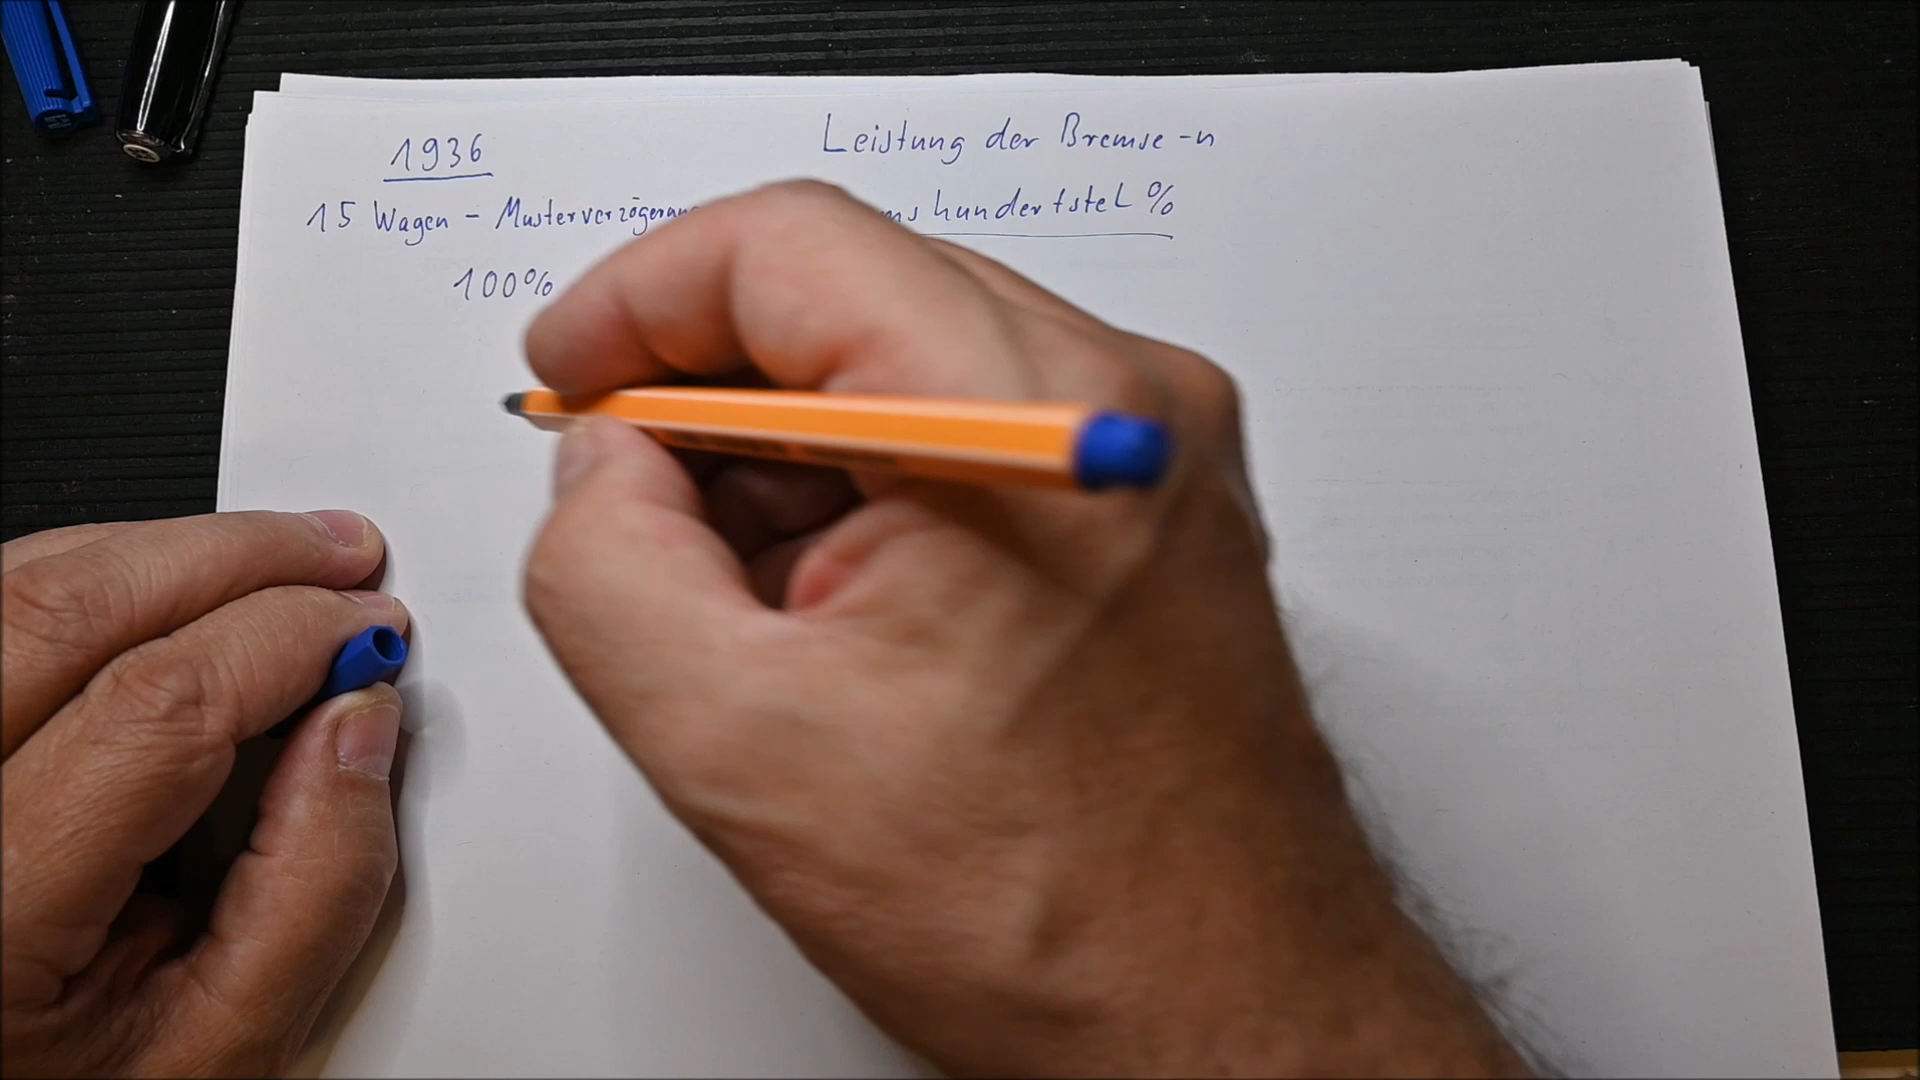 1936
Leistung der Bremse -n
15 Wagen - Musterverzögerung
hundertstel %
100%